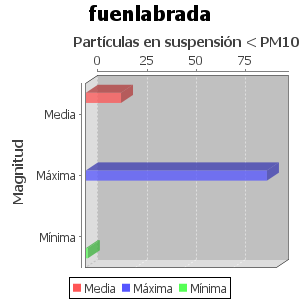 fuenlabrada
Partículas en suspensión < PM10
0 25 50 75
Magnitud
Media
Máxima
Mínima
Media Máxima Mínima